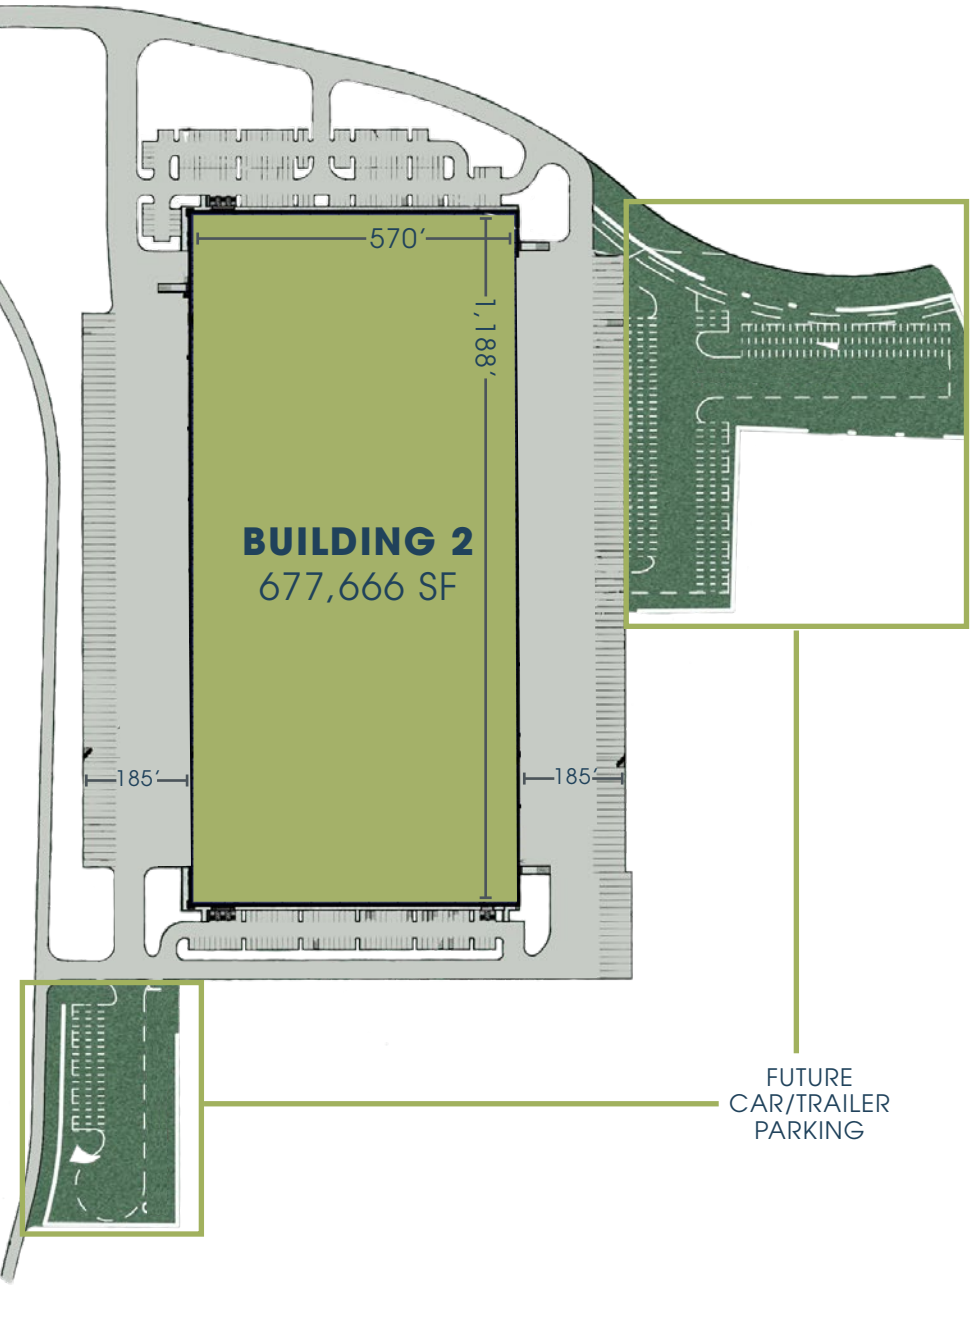 570’
1,188’
BUILDING 2
677,666 SF
185’
185’
FUTURE
CAR/TRAILER
PARKING